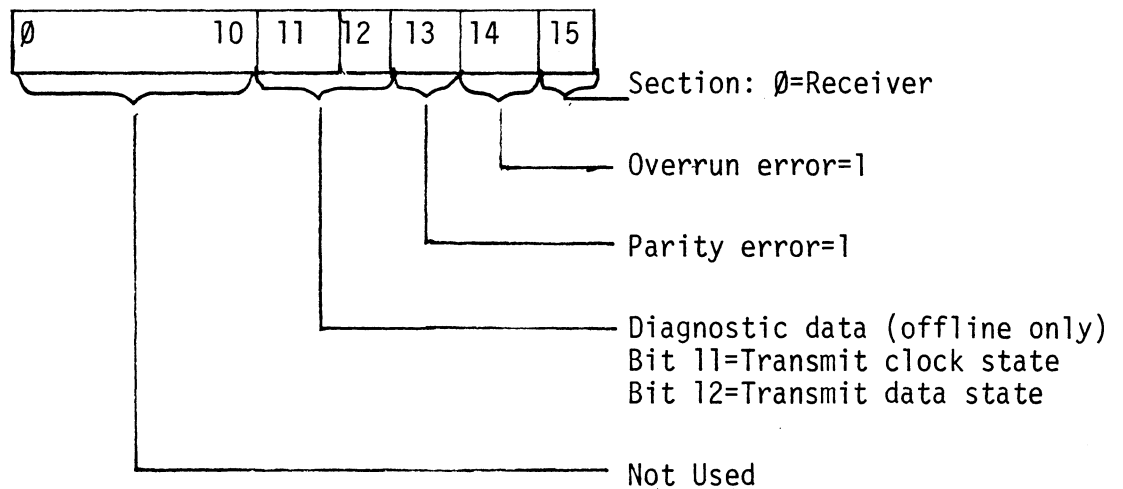 Ø 10 11 12 13 14 15
Section: Ø=Receiver
Overrun error=1
Parity error=1
Diagnostic data (offline only)
Bit 11=Transmit clock state
Bit 12=Transmit data state
Not Used